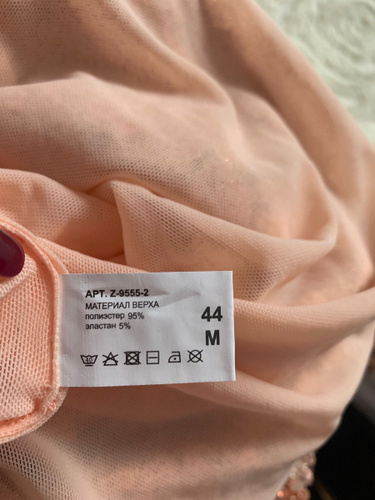 АРТ. Z-9555-2
МАТЕРИАЛ ВЕРХА
полиэстер 95%
эластан 5%
44
M